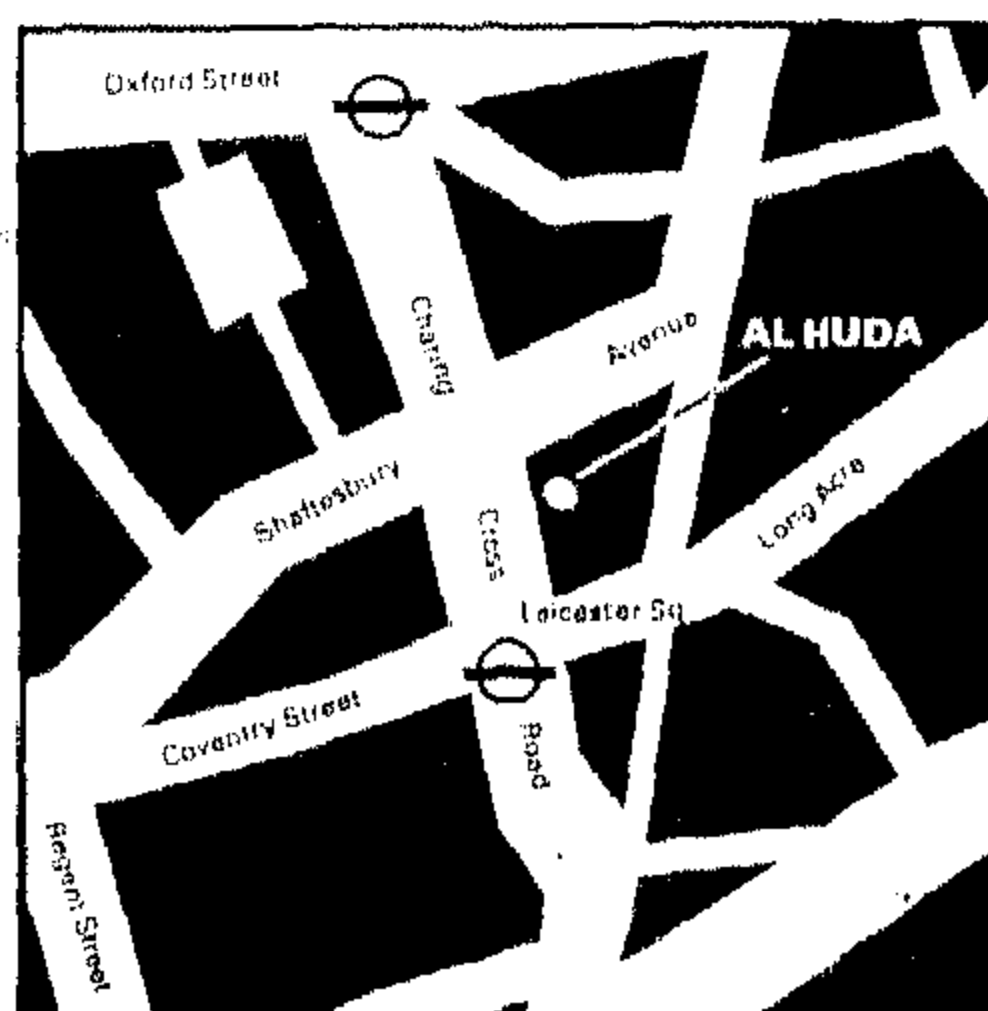 Oxford Street
Charing
Avenue
AL HUDA
Shaftesbury
Long Acre
Cross
Leicester Sq
Coventry Street
Road
Regent Street